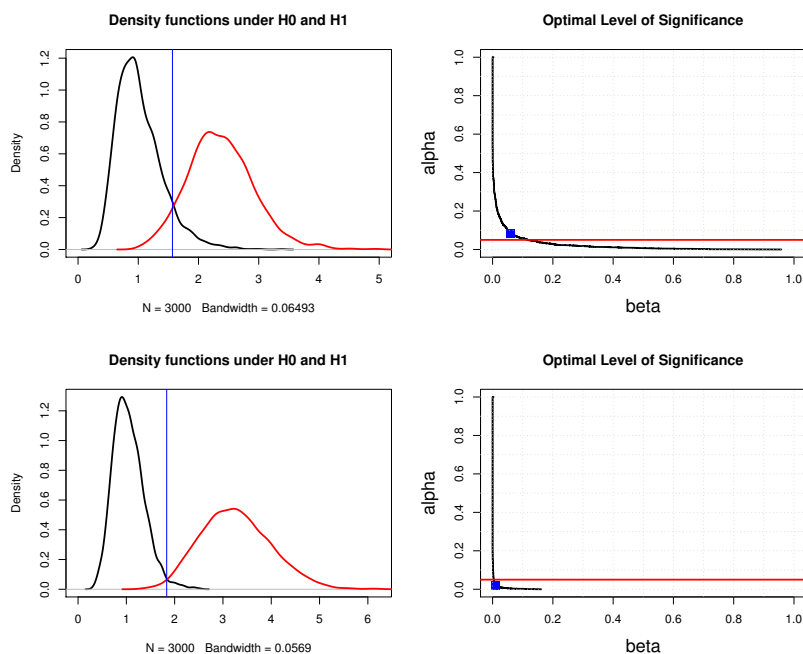 Density functions under H0 and H1
Density
0.0 0.2 0.4 0.6 0.8 1.0 1.2
0 1 2 3 4 5
N = 3000 Bandwidth = 0.06493
Optimal Level of Significance
alpha
0.0 0.2 0.4 0.6 0.8 1.0
0.0 0.2 0.4 0.6 0.8 1.0
beta
Density functions under H0 and H1
Density
0.0 0.2 0.4 0.6 0.8 1.0 1.2
0 1 2 3 4 5 6
N = 3000 Bandwidth = 0.0569
Optimal Level of Significance
alpha
0.0 0.2 0.4 0.6 0.8 1.0
0.0 0.2 0.4 0.6 0.8 1.0
beta